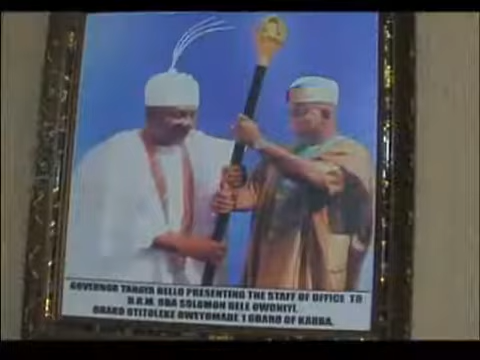 GOVERNOR YAHAYA BELLO PRESENTING THE STAFF OF OFFICE TO
H.R.M. OBA SOLOMON DELE OWONIYI,
OBARO OTITOLEKE OWEYOMADE 1 OBARO OF KABBA,